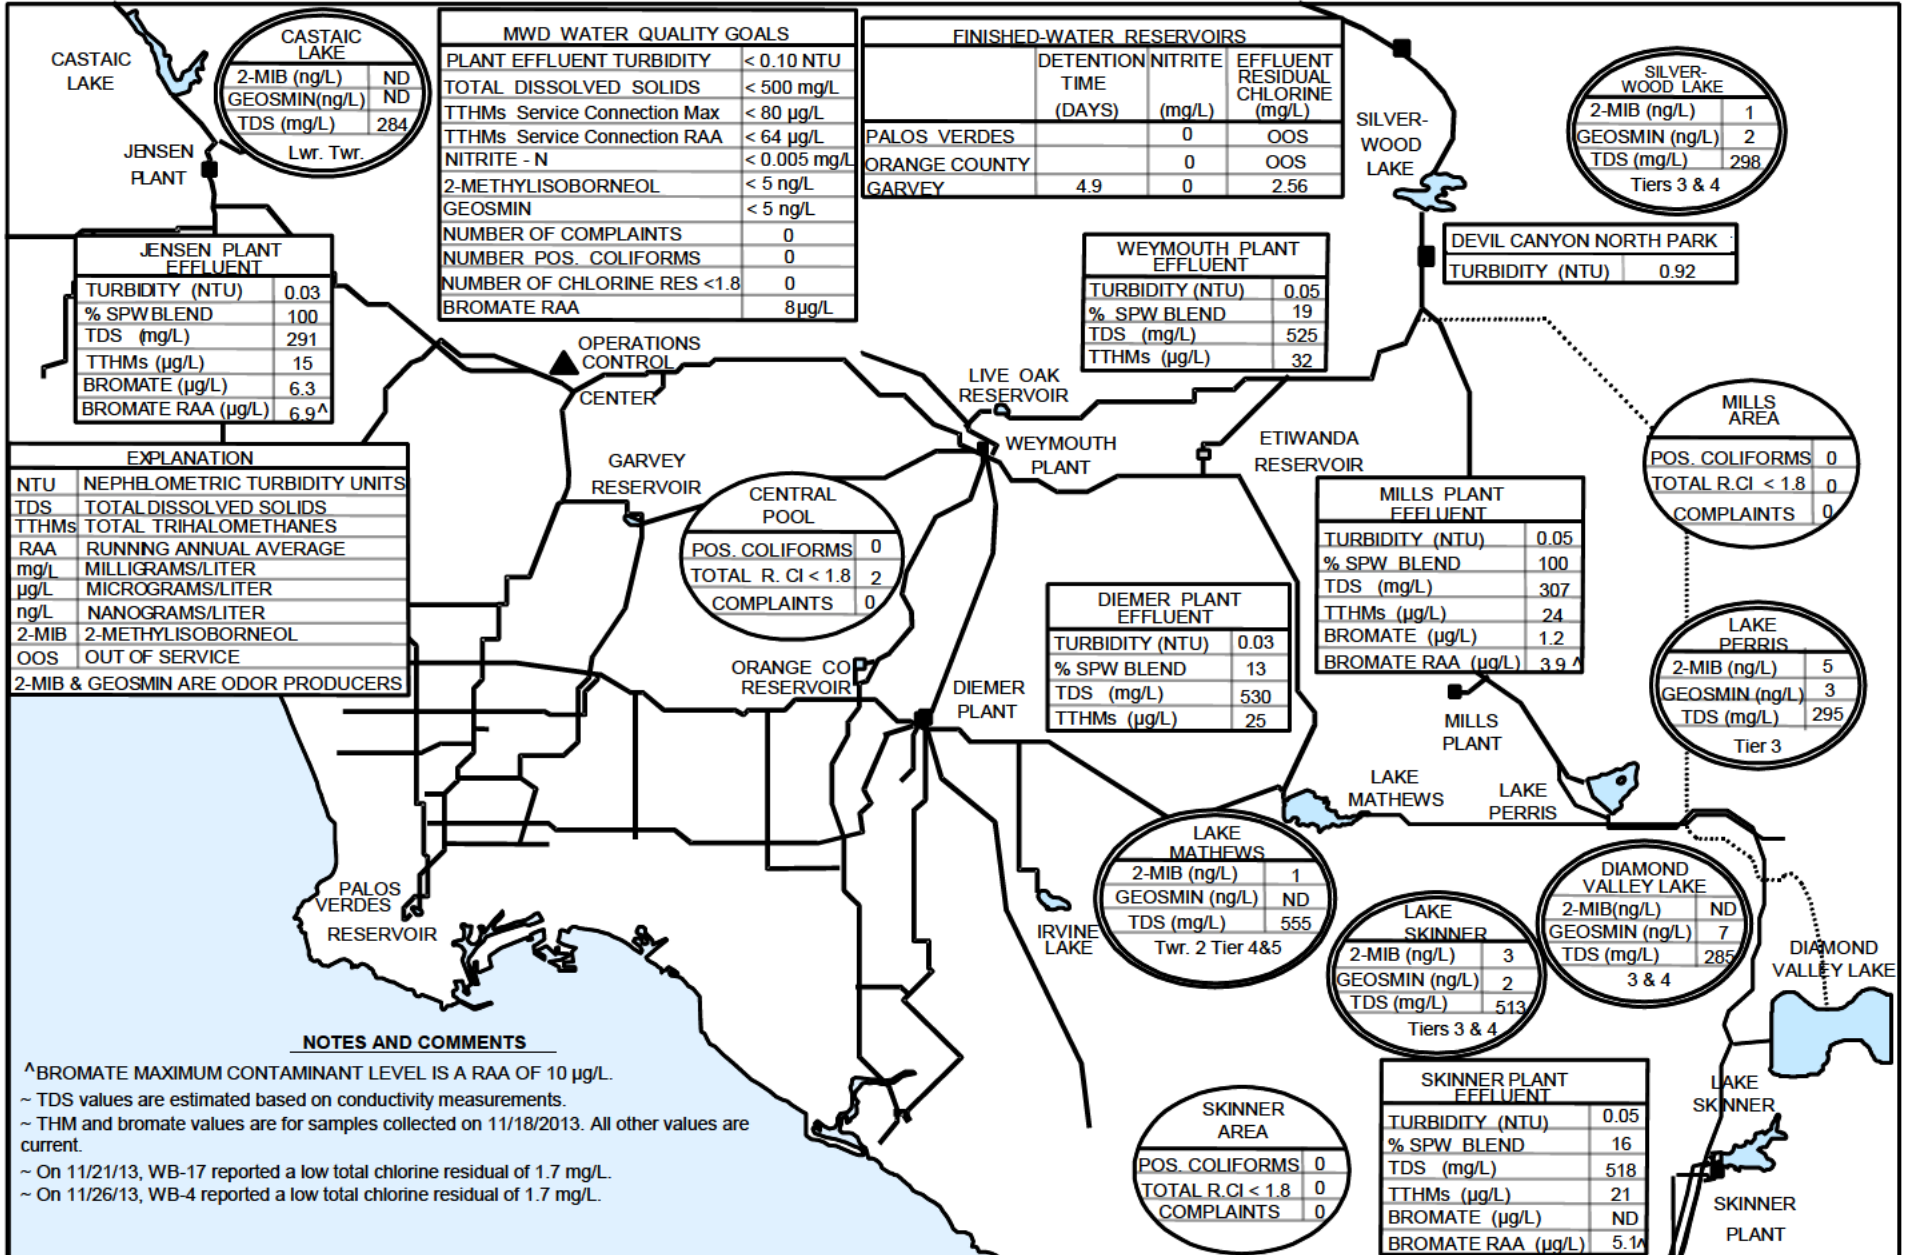 CASTAIC
LAKE
CASTAIC
LAKE
2-MIB (ng/L) ND
GEOSMIN(ng/L) ND
TDS (mg/L) 284
Lwr. Twr.
JENSEN
PLANT
MWD WATER QUALITY GOALS
PLANT EFFLUENT TURBIDITY < 0.10 NTU
TOTAL DISSOLVED SOLIDS < 500 mg/L
TTHMs Service Connection Max < 80 µg/L
TTHMs Service Connection RAA < 64 µg/L
NITRITE - N < 0.005 mg/L
2-METHYLISOBORNEOL < 5 ng/L
GEOSMIN < 5 ng/L
NUMBER OF COMPLAINTS 0
NUMBER POS. COLIFORMS 0
NUMBER OF CHLORINE RES <1.8 0
BROMATE RAA 8µg/L
FINISHED-WATER RESERVOIRS
DETENTION NITRITE EFFLUENT
TIME RESIDUAL
CHLORINE
(DAYS) (mg/L) (mg/L)
PALOS VERDES 0 OOS
ORANGE COUNTY 0 OOS
GARVEY 4.9 0 2.56
SILVER-
WOOD
LAKE
SILVER-
WOOD LAKE
2-MIB (ng/L) 1
GEOSMIN (ng/L) 2
TDS (mg/L) 298
Tiers 3 & 4
DEVIL CANYON NORTH PARK
TURBIDITY (NTU) 0.92
JENSEN PLANT
EFFLUENT
TURBIDITY (NTU) 0.03
% SPW BLEND 100
TDS (mg/L) 291
TTHMs (µg/L) 15
BROMATE (µg/L) 6.3
BROMATE RAA (µg/L) 6.9^
WEYMOUTH PLANT
EFFLUENT
TURBIDITY (NTU) 0.05
% SPW BLEND 19
TDS (mg/L) 525
TTHMs (µg/L) 32
OPERATIONS
CONTROL
CENTER
LIVE OAK
RESERVOIR
WEYMOUTH
PLANT
ETIWANDA
RESERVOIR
MILLS
AREA
POS. COLIFORMS 0
TOTAL R.Cl < 1.8 0
COMPLAINTS 0
EXPLANATION
NTU NEPHELOMETRIC TURBIDITY UNITS
TDS TOTAL DISSOLVED SOLIDS
TTHMs TOTAL TRIHALOMETHANES
RAA RUNNING ANNUAL AVERAGE
mg/L MILLIGRAMS/LITER
µg/L MICROGRAMS/LITER
ng/L NANOGRAMS/LITER
2-MIB 2-METHYLISOBORNEOL
OOS OUT OF SERVICE
2-MIB & GEOSMIN ARE ODOR PRODUCERS
GARVEY
RESERVOIR
CENTRAL
POOL
POS. COLIFORMS 0
TOTAL R. Cl < 1.8 2
COMPLAINTS 0
MILLS PLANT
EFFLUENT
TURBIDITY (NTU) 0.05
% SPW BLEND 100
TDS (mg/L) 307
TTHMs (µg/L) 24
BROMATE (µg/L) 1.2
BROMATE RAA (µg/L) 3.9 ^
DIEMER PLANT
EFFLUENT
TURBIDITY (NTU) 0.03
% SPW BLEND 13
TDS (mg/L) 530
TTHMs (µg/L) 25
LAKE
PERRIS
2-MIB (ng/L) 5
GEOSMIN (ng/L) 3
TDS (mg/L) 295
Tier 3
ORANGE CO
RESERVOIR
DIEMER
PLANT
MILLS
PLANT
LAKE
MATHEWS
LAKE
PERRIS
LAKE
MATHEWS
2-MIB (ng/L) 1
GEOSMIN (ng/L) ND
TDS (mg/L) 555
Twr. 2 Tier 4&5
DIAMOND
VALLEY LAKE
2-MIB(ng/L) ND
GEOSMIN (ng/L) 7
TDS (mg/L) 285
3 & 4
LAKE
SKINNER
2-MIB (ng/L) 3
GEOSMIN (ng/L) 2
TDS (mg/L) 513
Tiers 3 & 4
PALOS
VERDES
RESERVOIR
IRVINE
LAKE
DIAMOND
VALLEY LAKE
NOTES AND COMMENTS
^BROMATE MAXIMUM CONTAMINANT LEVEL IS A RAA OF 10 µg/L.
~ TDS values are estimated based on conductivity measurements.
~ THM and bromate values are for samples collected on 11/18/2013. All other values are
current.
~ On 11/21/13, WB-17 reported a low total chlorine residual of 1.7 mg/L.
~ On 11/26/13, WB-4 reported a low total chlorine residual of 1.7 mg/L.
SKINNER
AREA
POS. COLIFORMS 0
TOTAL R.Cl < 1.8 0
COMPLAINTS 0
SKINNER PLANT
EFFLUENT
TURBIDITY (NTU) 0.05
% SPW BLEND 16
TDS (mg/L) 518
TTHMs (µg/L) 21
BROMATE (µg/L) ND
BROMATE RAA (µg/L) 5.1^
LAKE
SKINNER
SKINNER
PLANT